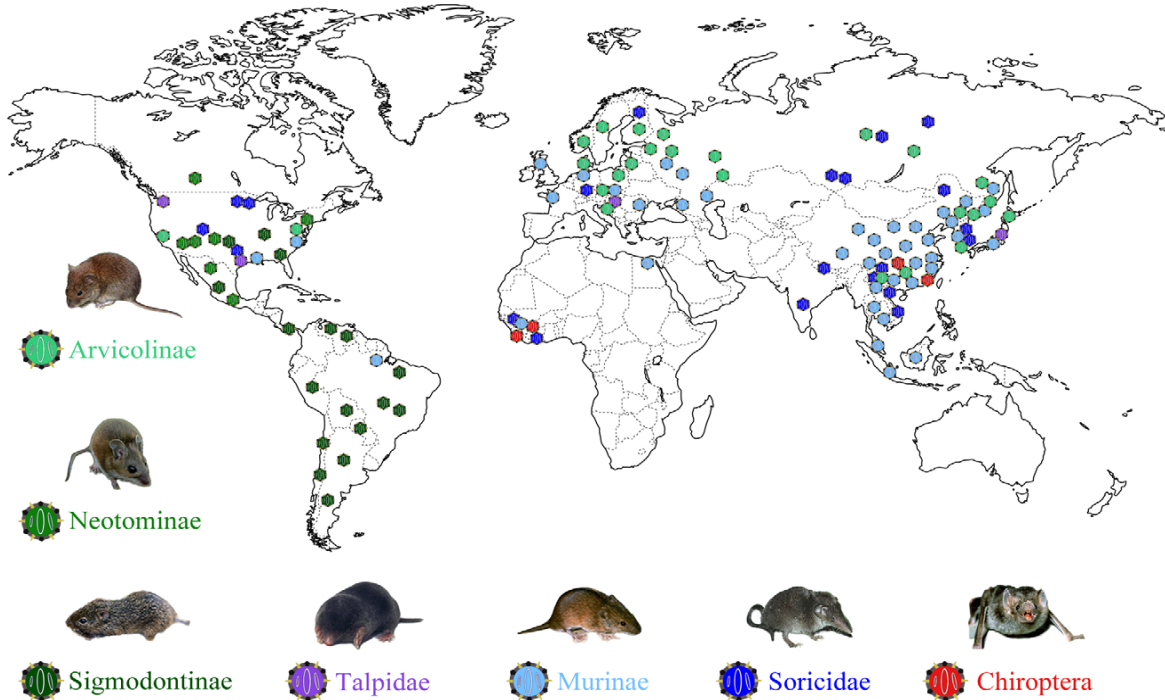 Arvicolinae
Neotominae
Sigmodontinae
Talpidae
Murinae
Soricidae
Chiroptera